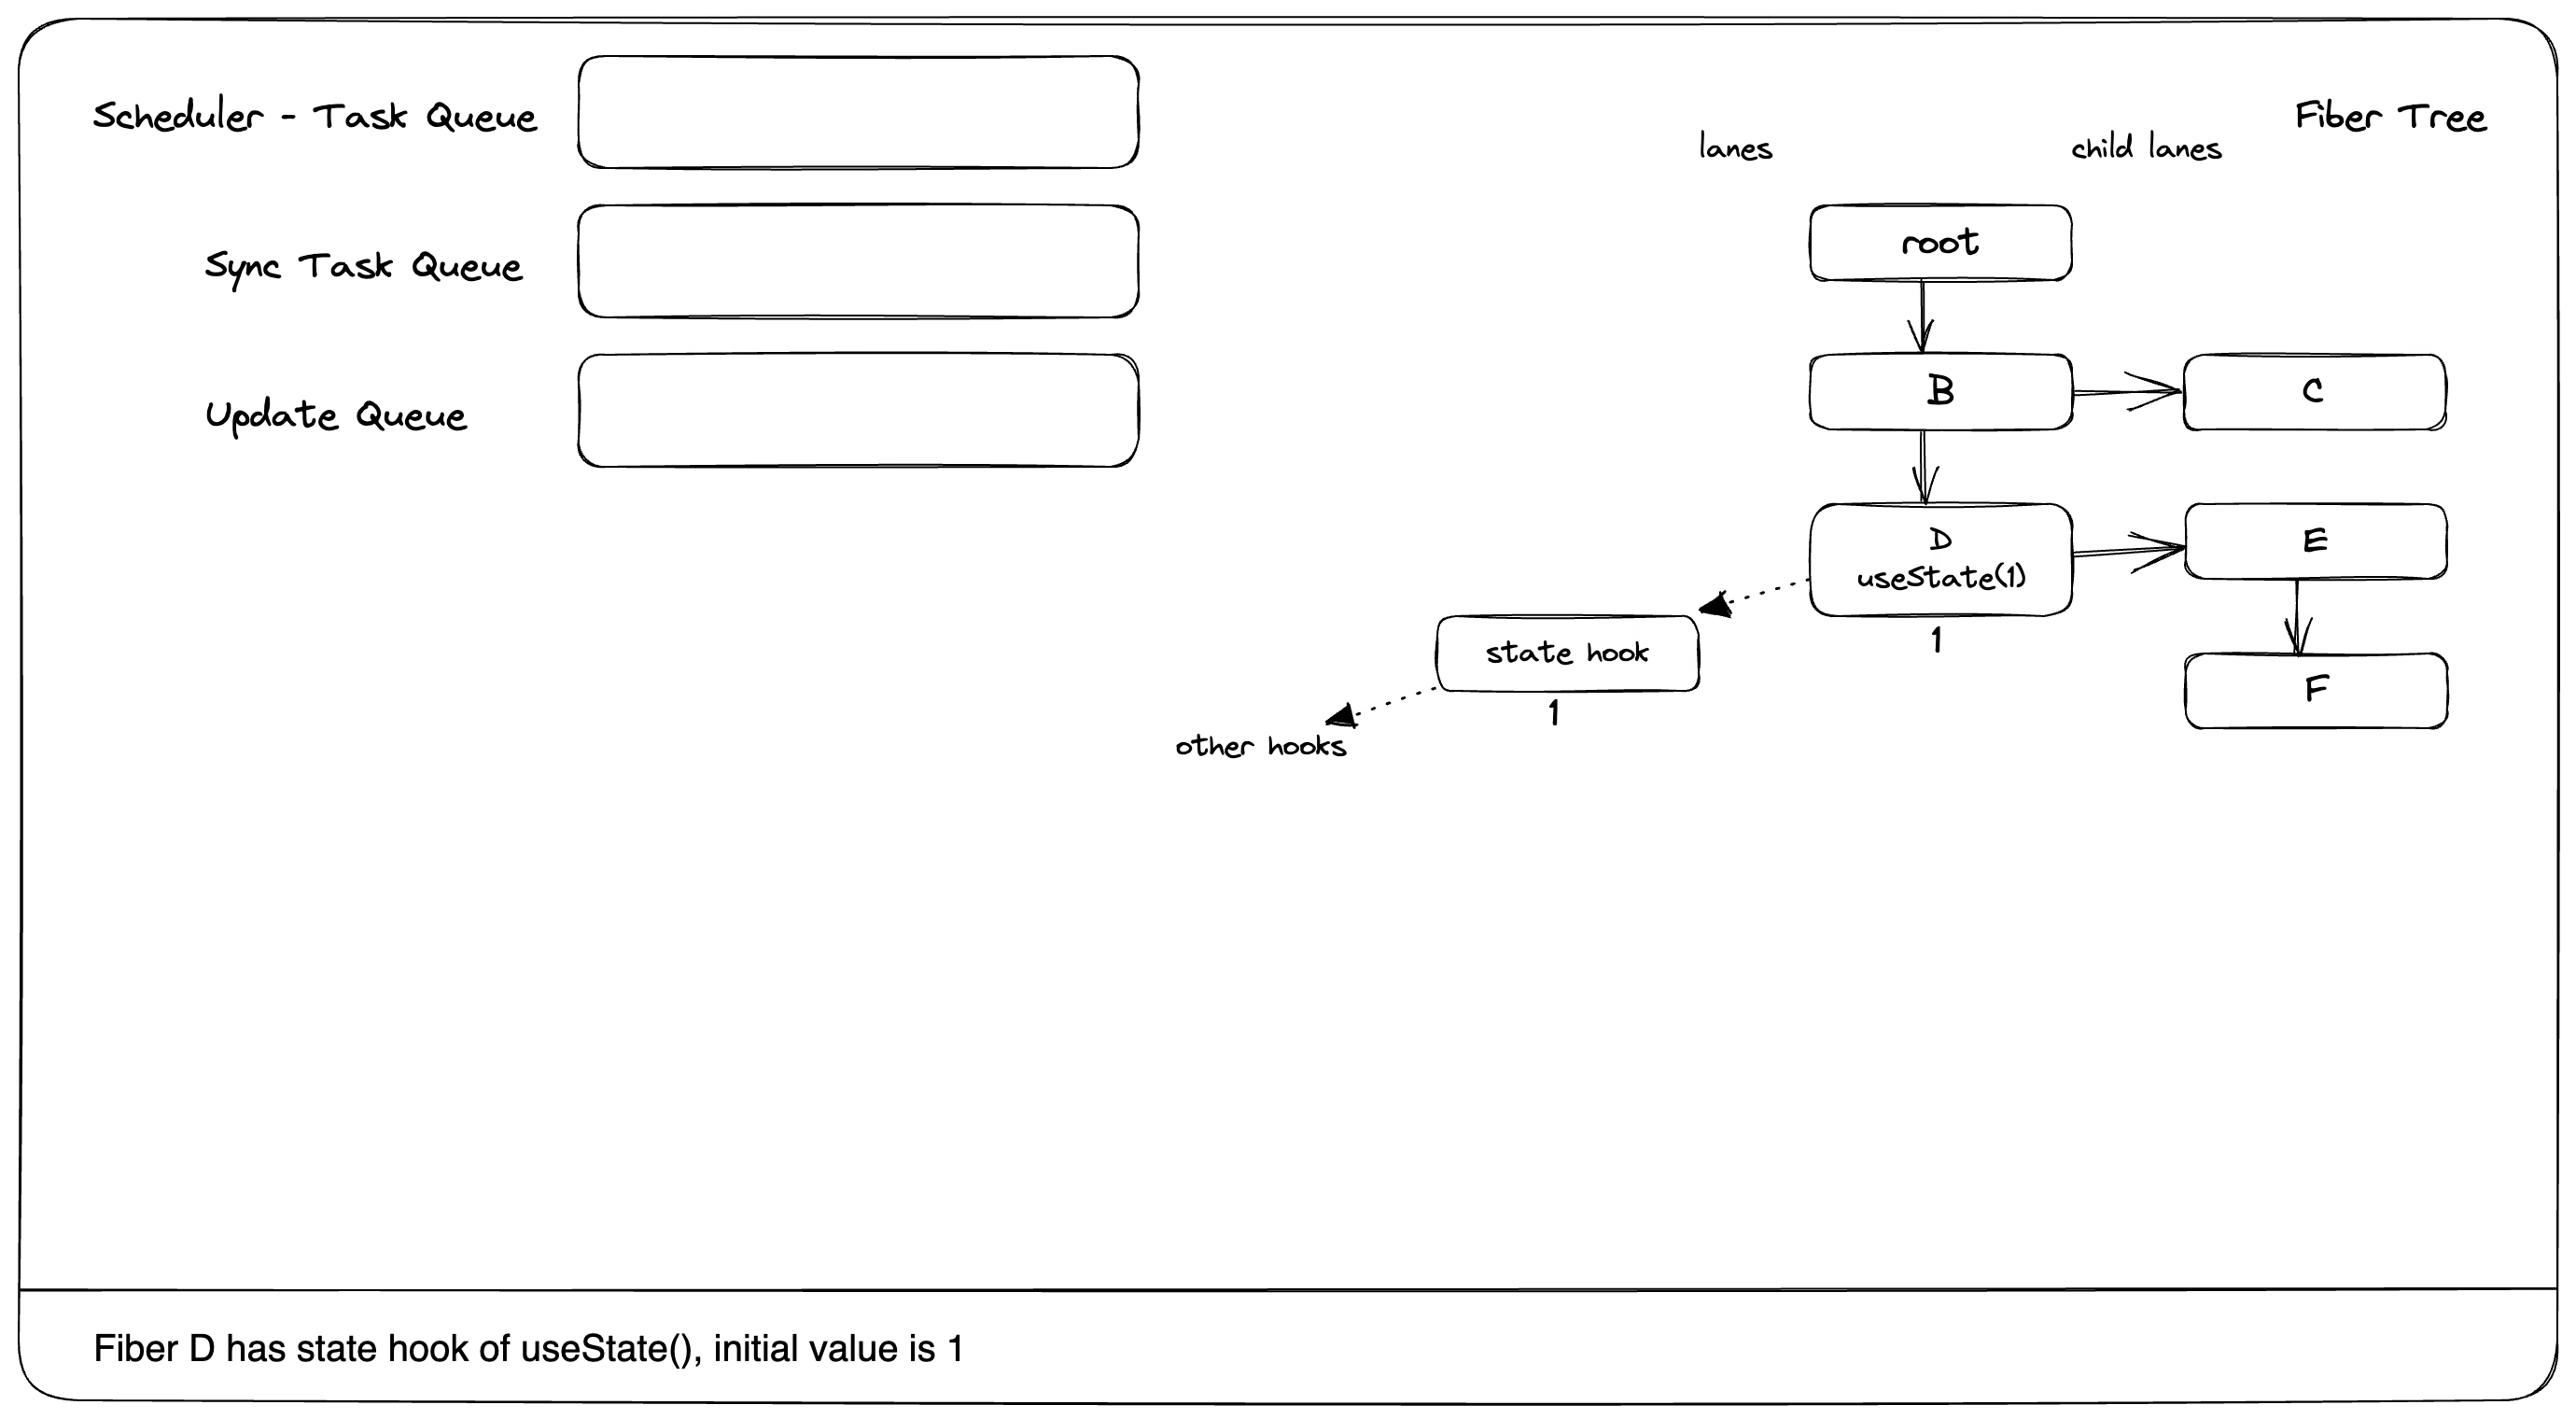 Scheduler - Task Queue
Fiber Tree
lanes
child lanes
root
Sync Task Queue
B
C
Update Queue
D
useState(1)
E
1
state hook
F
1
other hooks
Fiber D has state hook of useState(), initial value is 1